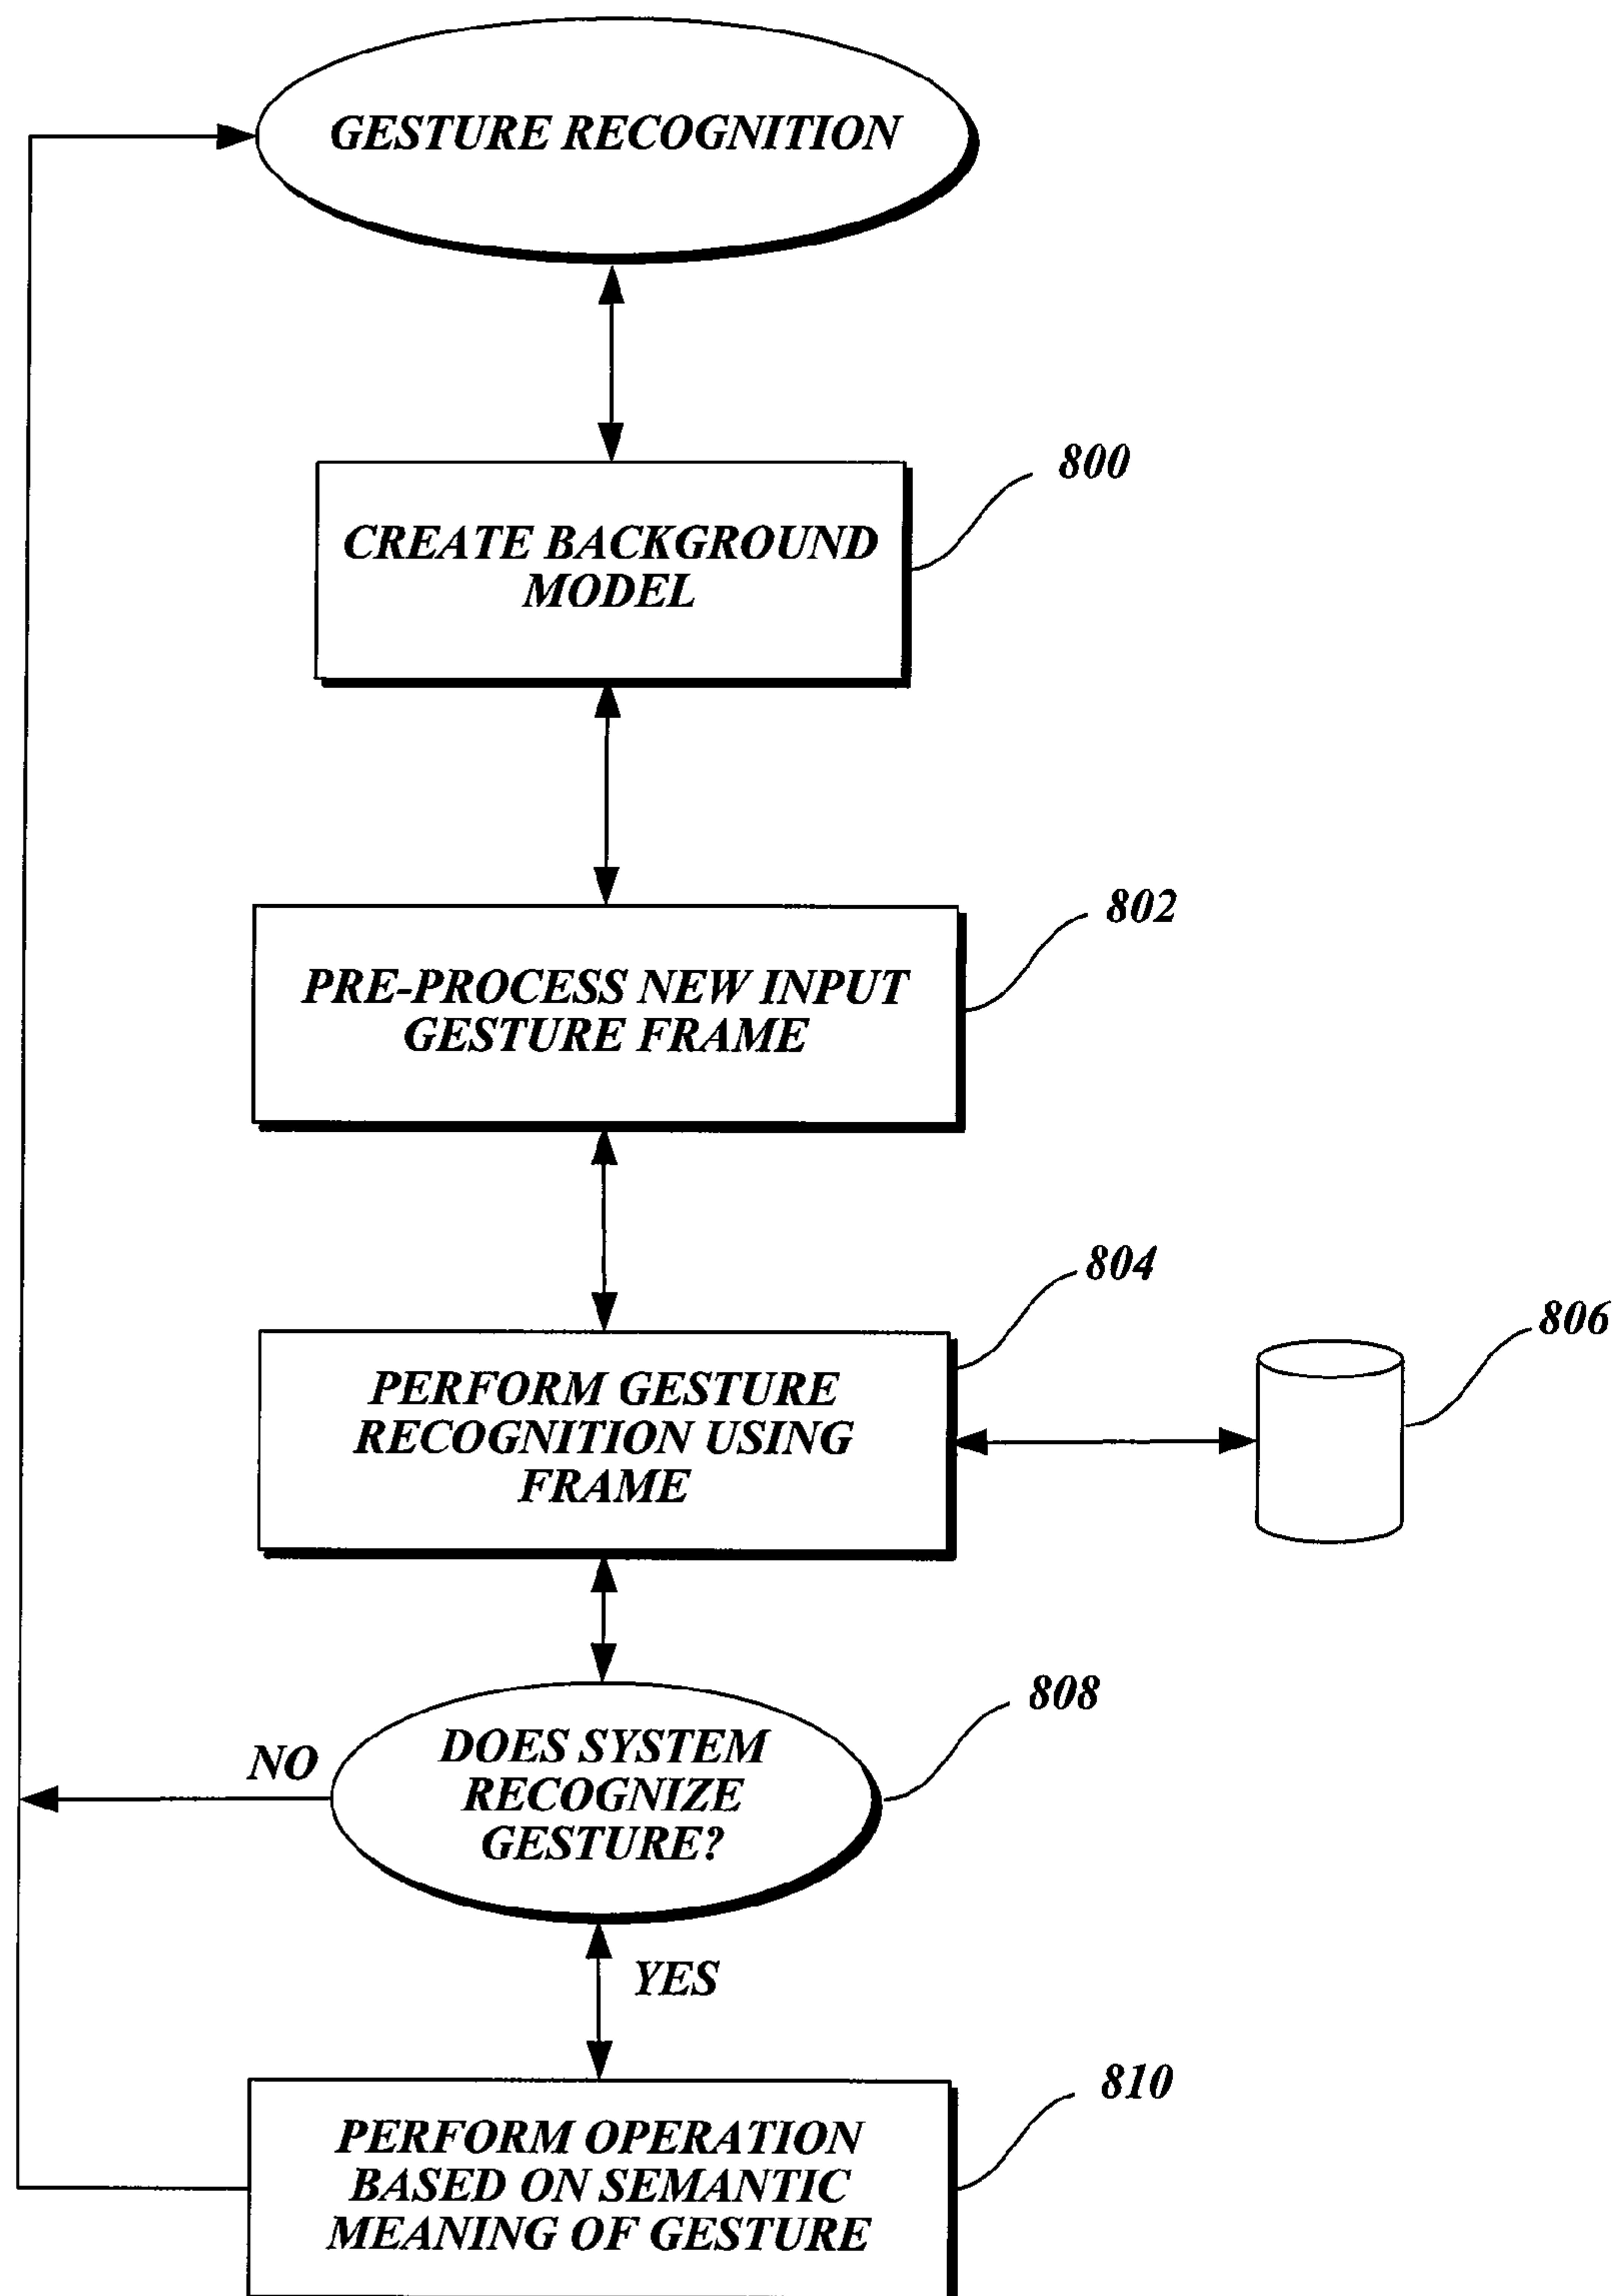 GESTURE RECOGNITION
800
CREATE BACKGROUND
MODEL
802
PRE-PROCESS NEW INPUT
GESTURE FRAME
804
806
PERFORM GESTURE
RECOGNITION USING
FRAME
808
DOES SYSTEM
RECOGNIZE
GESTURE?
NO
YES
810
PERFORM OPERATION
BASED ON SEMANTIC
MEANING OF GESTURE